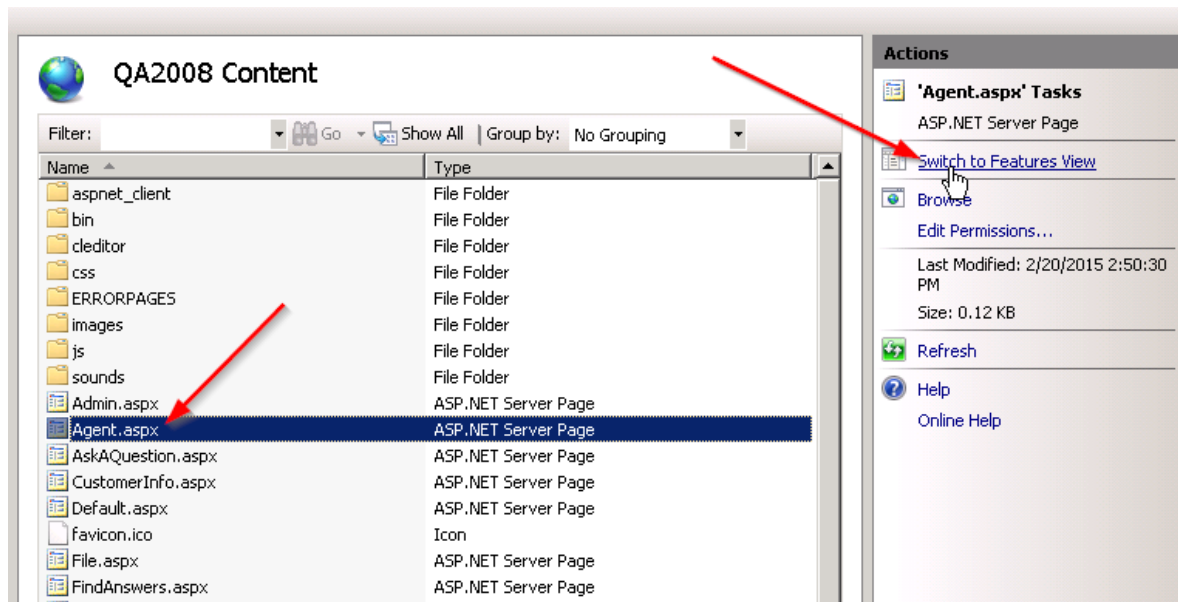 QA2008 Content
Filter: Go Show All Group by: No Grouping
Name Type
aspnet_client File Folder
bin File Folder
cleditor File Folder
css File Folder
ERRORPAGES File Folder
images File Folder
js File Folder
sounds File Folder
Admin.aspx ASP.NET Server Page
Agent.aspx ASP.NET Server Page
AskAQuestion.aspx ASP.NET Server Page
CustomerInfo.aspx ASP.NET Server Page
Default.aspx ASP.NET Server Page
favicon.ico Icon
File.aspx ASP.NET Server Page
FindAnswers.aspx ASP.NET Server Page
Actions
'Agent.aspx' Tasks
ASP.NET Server Page
Switch to Features View
Browse
Edit Permissions...
Last Modified: 2/20/2015 2:50:30
PM
Size: 0.12 KB
Refresh
Help
Online Help